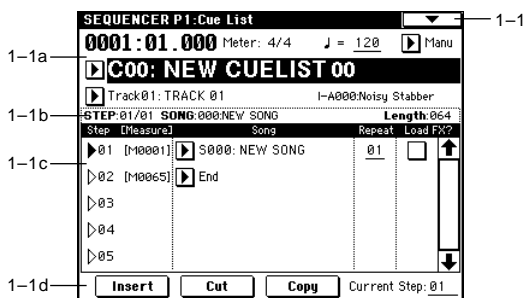 SEQUENCER P1:Cue List
1–1
0001:01.000 Meter: 4/4 ♩ = 120 Manu
1–1a
C00: NEW CUELIST 00
Track01: TRACK 01 I-A000:Noisy Stabber
1–1b
STEP:01/01 SONG:000:NEW SONG Length:064
Step [Measure] Song Repeat Load FX?
01 [M0001] S000: NEW SONG 01
1–1c
02 [M0065] End
03
04
05
1–1d
Insert Cut Copy Current Step: 01